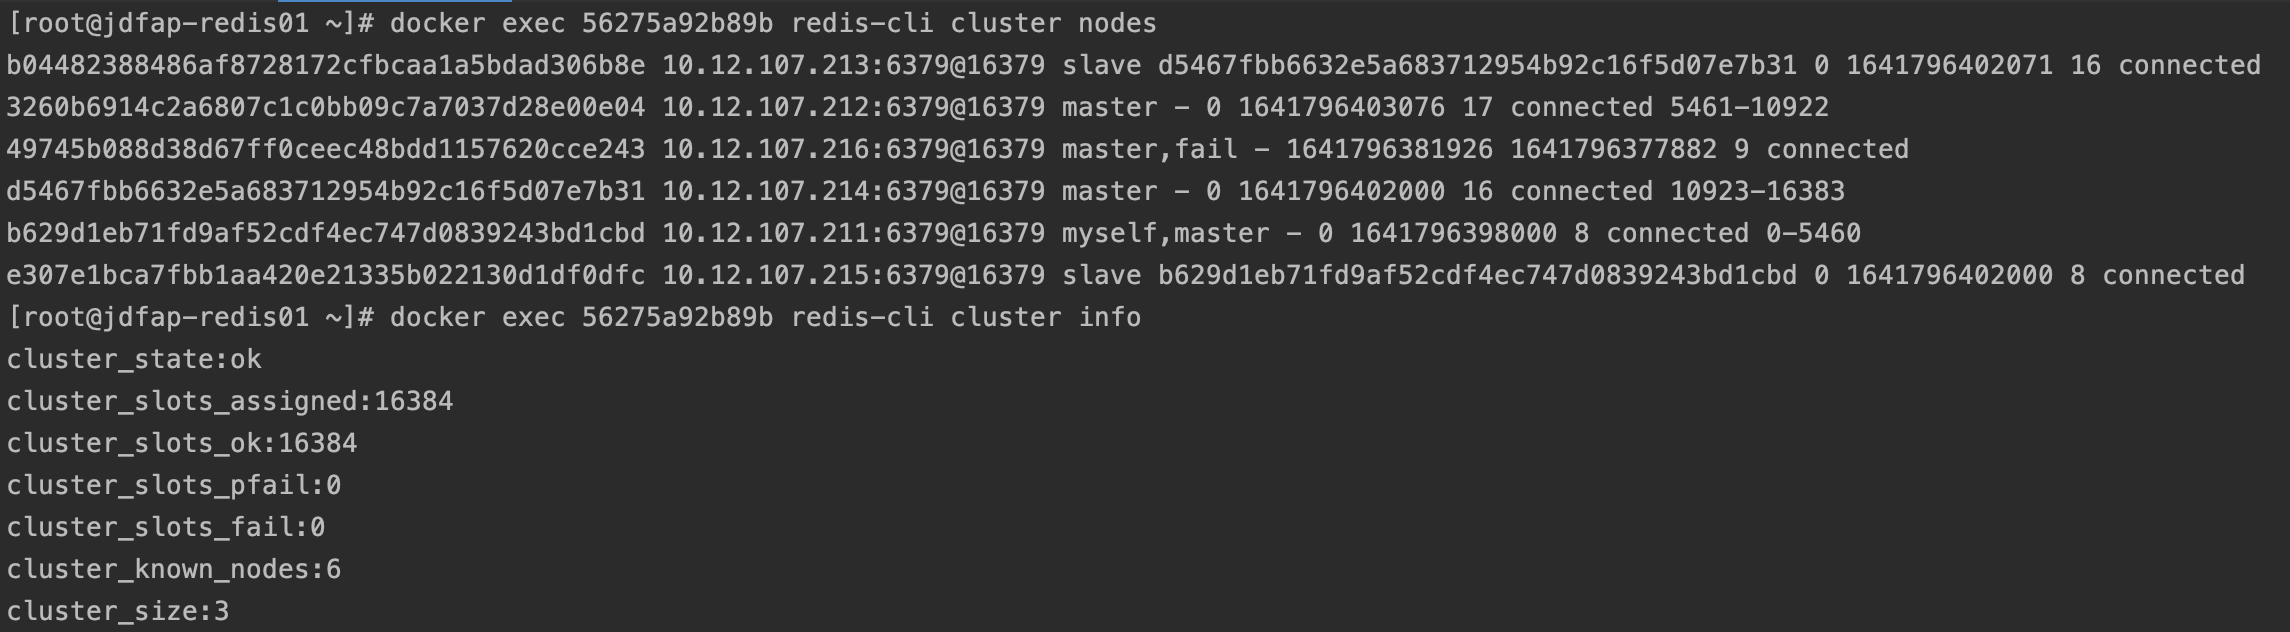 [root@jdfap-redis01 ~]# docker exec 56275a92b89b redis-cli cluster nodes
b04482388486af8728172cfbcaa1a5bdad306b8e 10.12.107.213:6379@16379 slave d5467fbb6632e5a683712954b92c16f5d07e7b31 0 1641796402071 16 connected
3260b6914c2a6807c1c0bb09c7a7037d28e00e04 10.12.107.212:6379@16379 master - 0 1641796403076 17 connected 5461-10922
49745b088d38d67ff0ceec48bdd1157620cce243 10.12.107.216:6379@16379 master,fail - 1641796381926 1641796377882 9 connected
d5467fbb6632e5a683712954b92c16f5d07e7b31 10.12.107.214:6379@16379 master - 0 1641796402000 16 connected 10923-16383
b629d1eb71fd9af52cdf4ec747d0839243bd1cbd 10.12.107.211:6379@16379 myself,master - 0 1641796398000 8 connected 0-5460
e307e1bca7fbb1aa420e21335b022130d1df0dfc 10.12.107.215:6379@16379 slave b629d1eb71fd9af52cdf4ec747d0839243bd1cbd 0 1641796402000 8 connected
[root@jdfap-redis01 ~]# docker exec 56275a92b89b redis-cli cluster info
cluster_state:ok
cluster_slots_assigned:16384
cluster_slots_ok:16384
cluster_slots_pfail:0
cluster_slots_fail:0
cluster_known_nodes:6
cluster_size:3